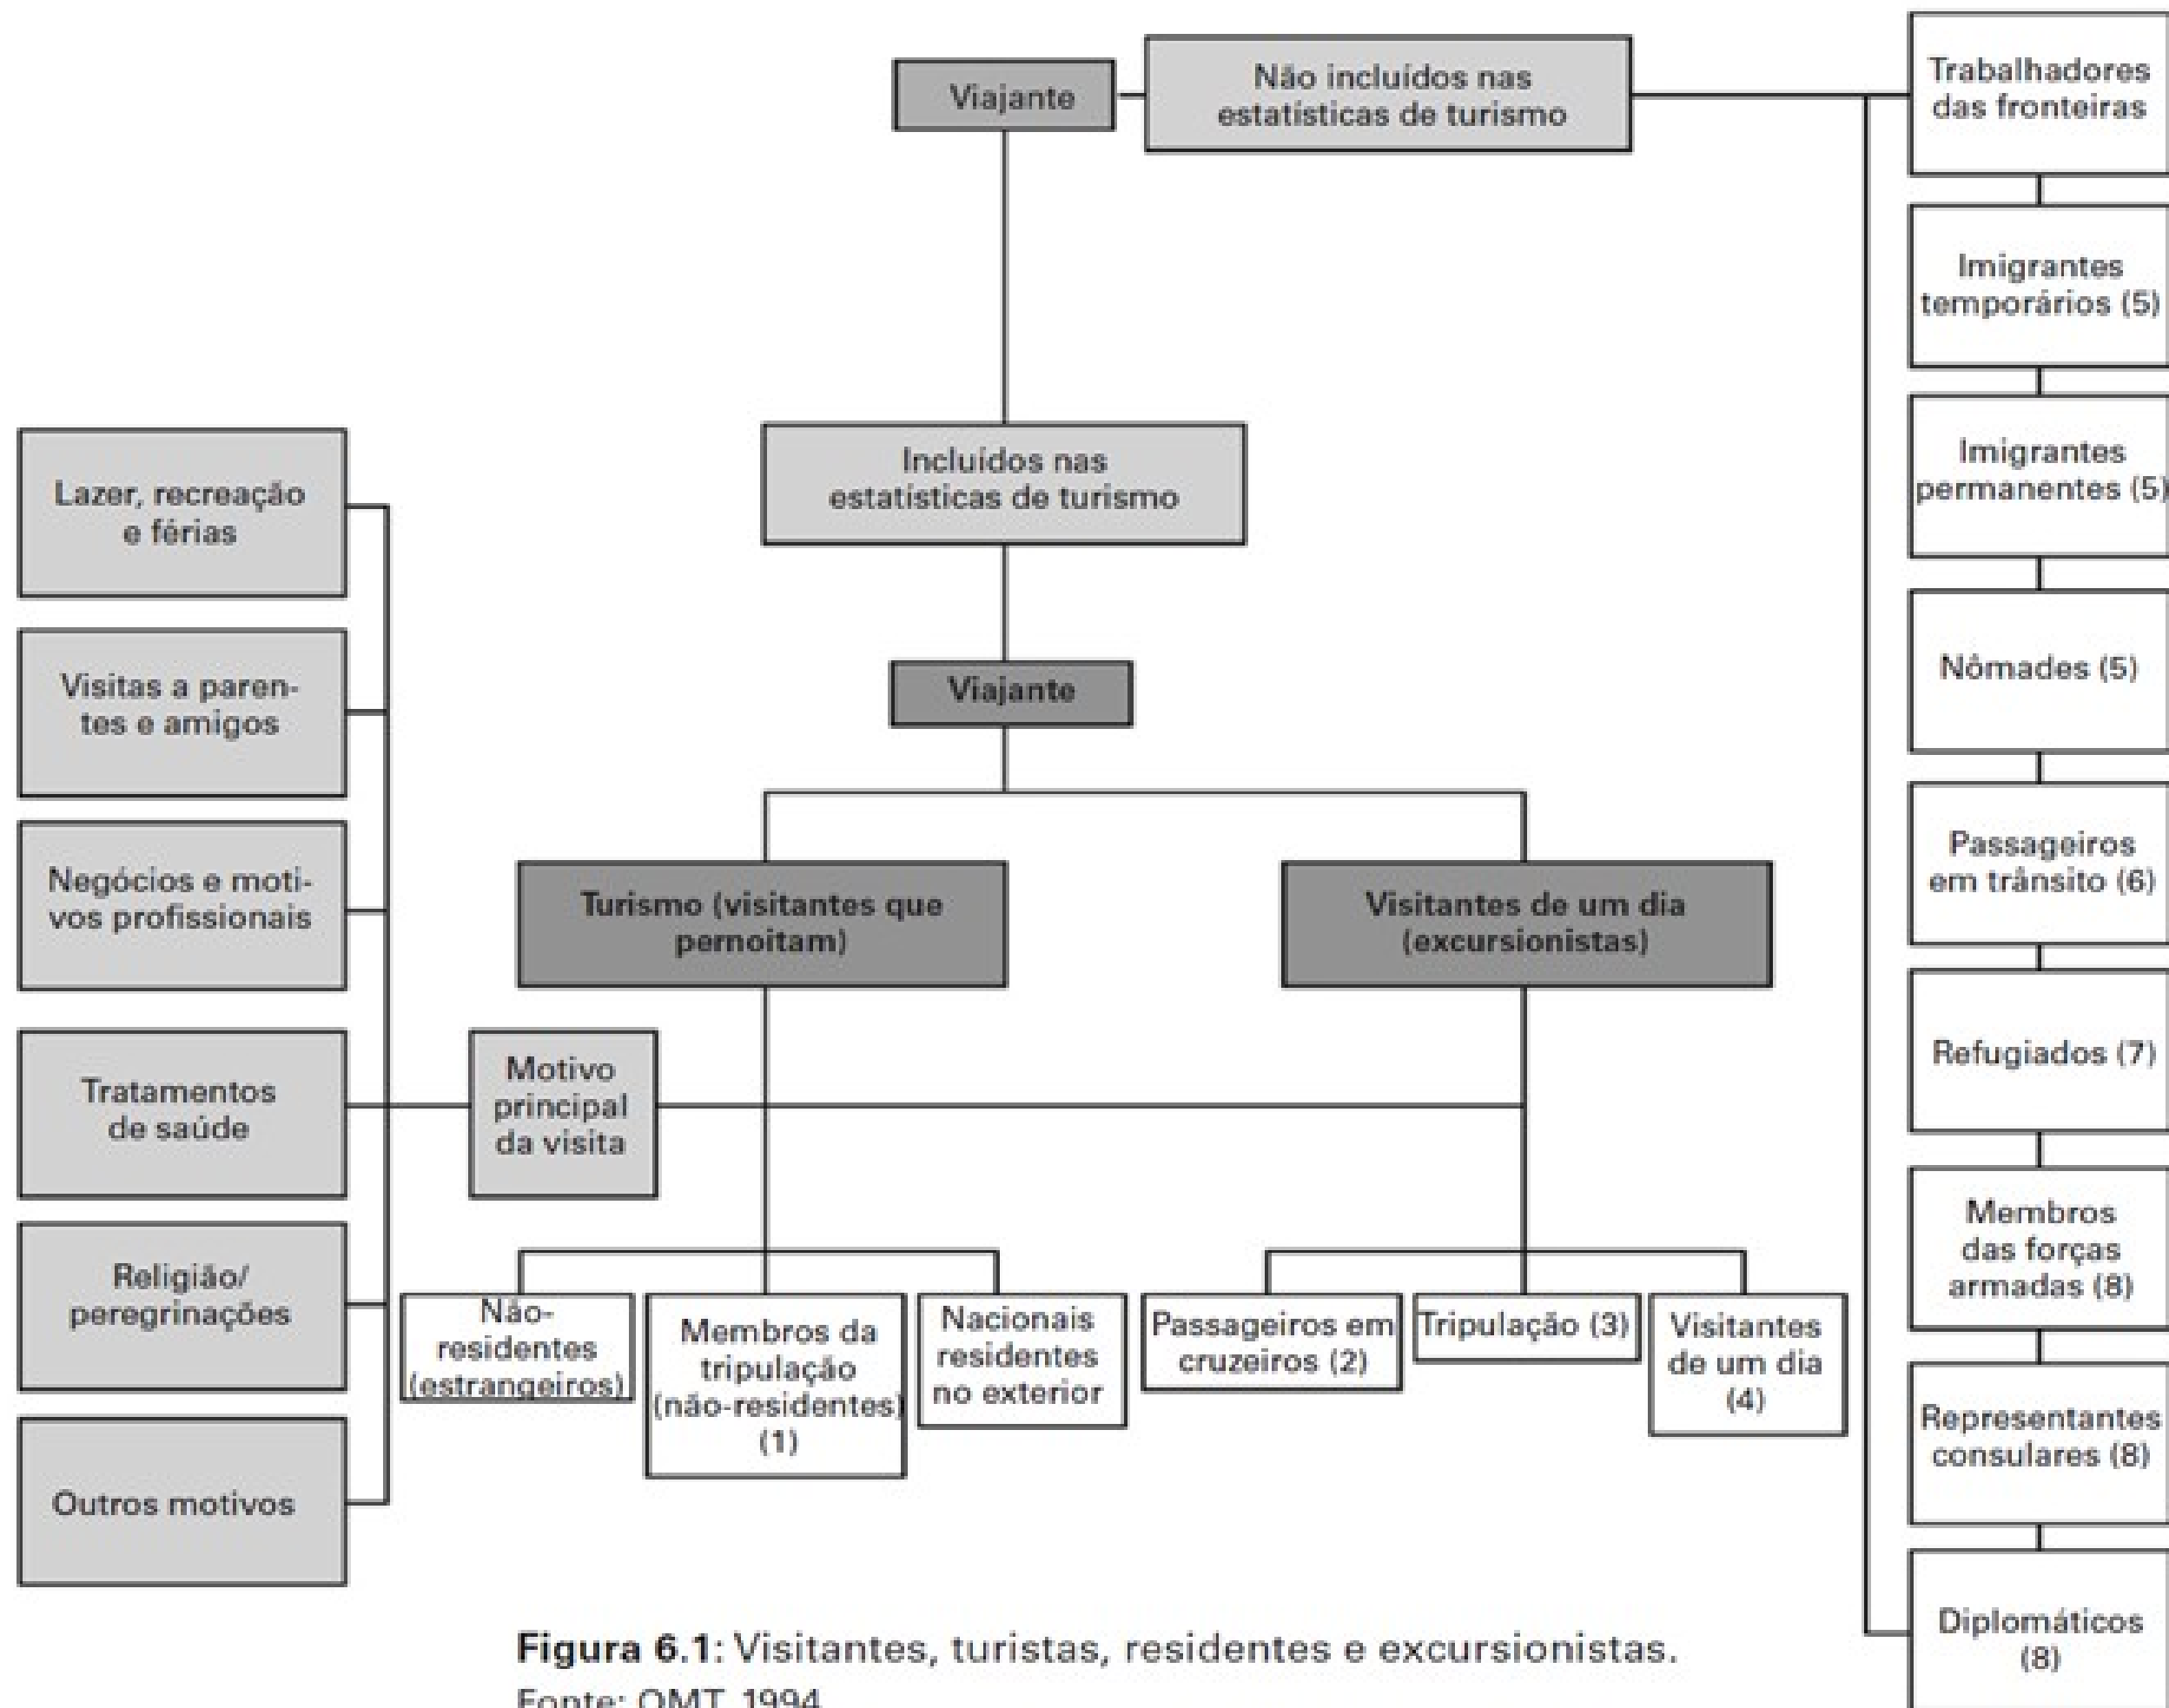 Viajante
Não incluídos nas
estatísticas de turismo
Trabalhadores
das fronteiras
Imigrantes
temporários (5)
Imigrantes
permanentes (5)
Nômades (5)
Passageiros
em trânsito (6)
Refugiados (7)
Membros
das forças
armadas (8)
Representantes
consulares (8)
Diplomáticos
(8)
Incluídos nas
estatísticas de turismo
Viajante
Turismo (visitantes que
pernoitam)
Visitantes de um dia
(excursionistas)
Lazer, recreação
e férias
Visitas a paren-
tes e amigos
Negócios e moti-
vos profissionais
Tratamentos
de saúde
Religião/
peregrinações
Outros motivos
Motivo
principal
da visita
Não-
residentes
(estrangeiros)
Membros da
tripulação
(não-residentes)
(1)
Nacionais
residentes
no exterior
Passageiros em
cruzeiros (2)
Tripulação (3)
Visitantes
de um dia
(4)
Figura 6.1: Visitantes, turistas, residentes e excursionistas.
Fonte: OMT, 1994